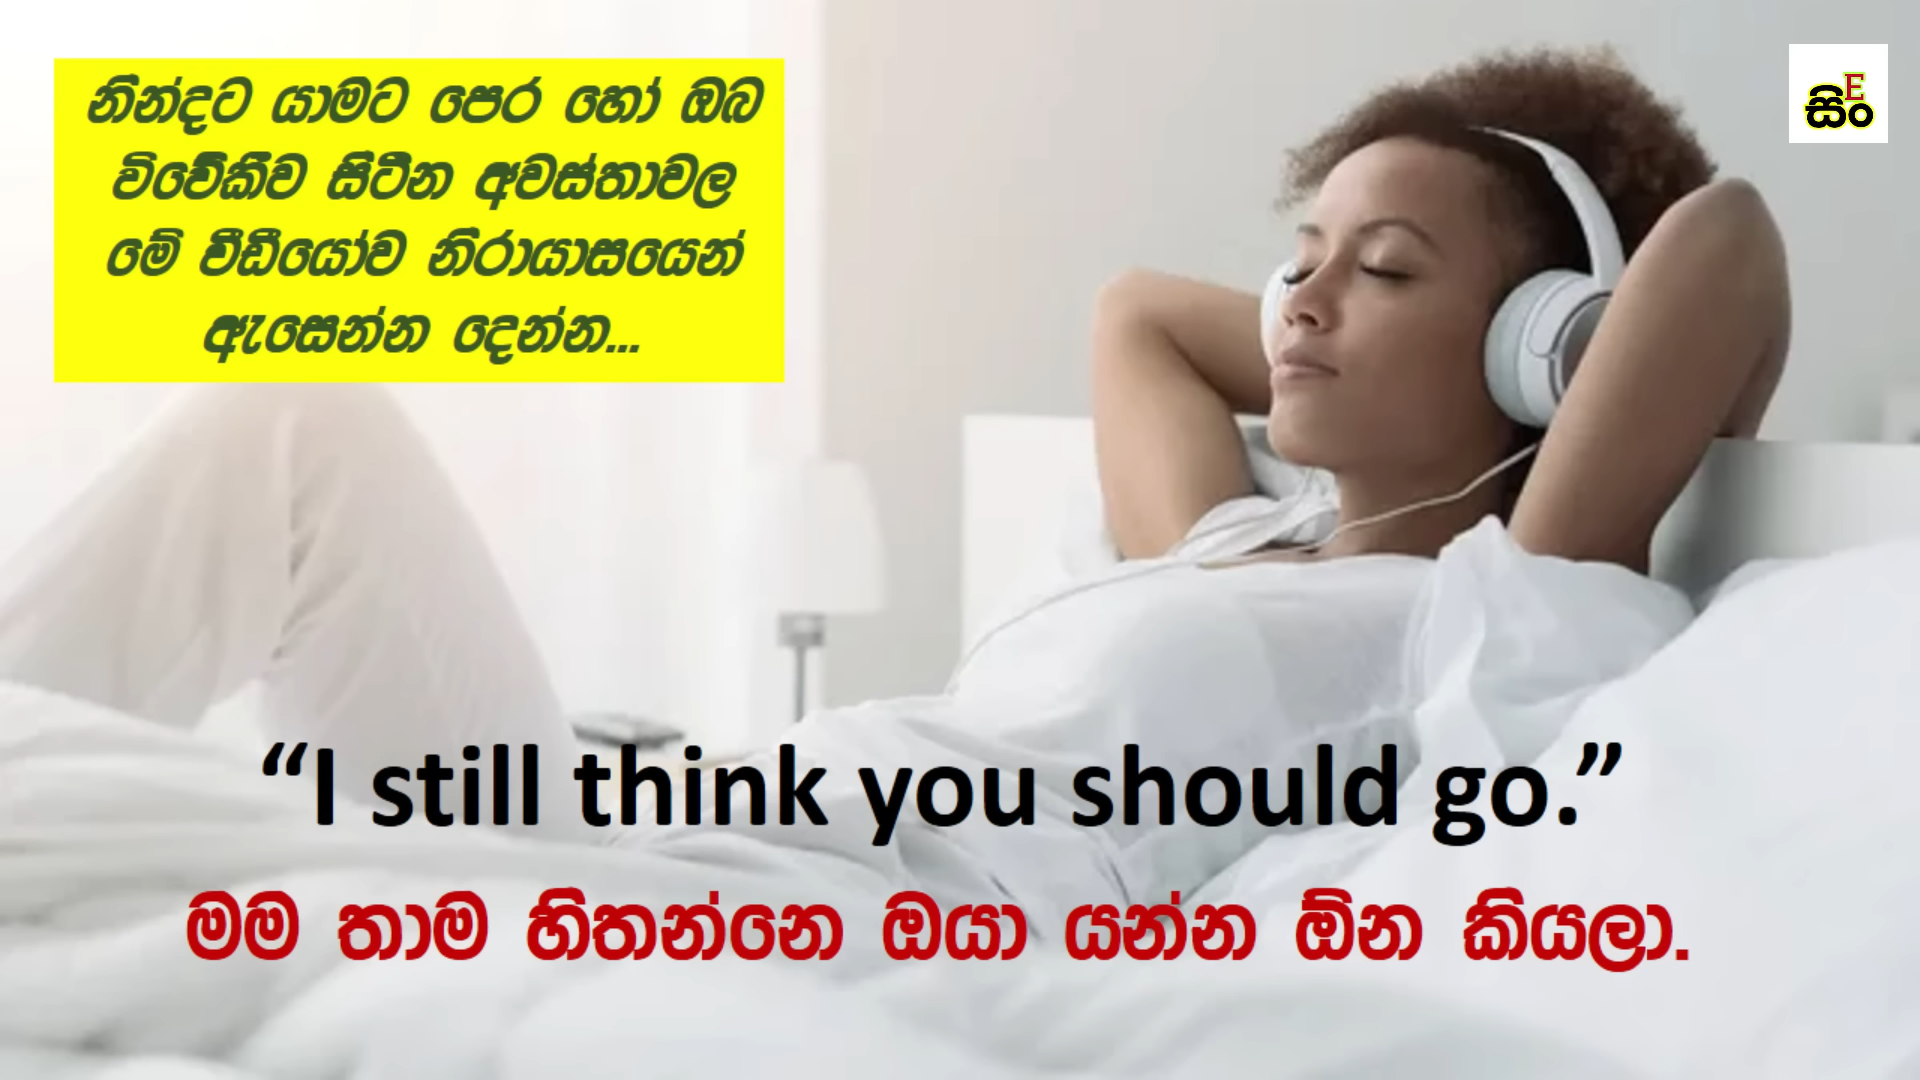 නින්දට යාමට පෙර හෝ ඔබ
විවේකීව සිටීන අවස්තාවල
මේ වීඩීයෝව නිරායාසයෙන්
ඇසෙන්න දෙන්න...
සිං
E
“I still think you should go.”
මම තාම හිතන්නෙ ඔයා යන්න ඕන කියලා.